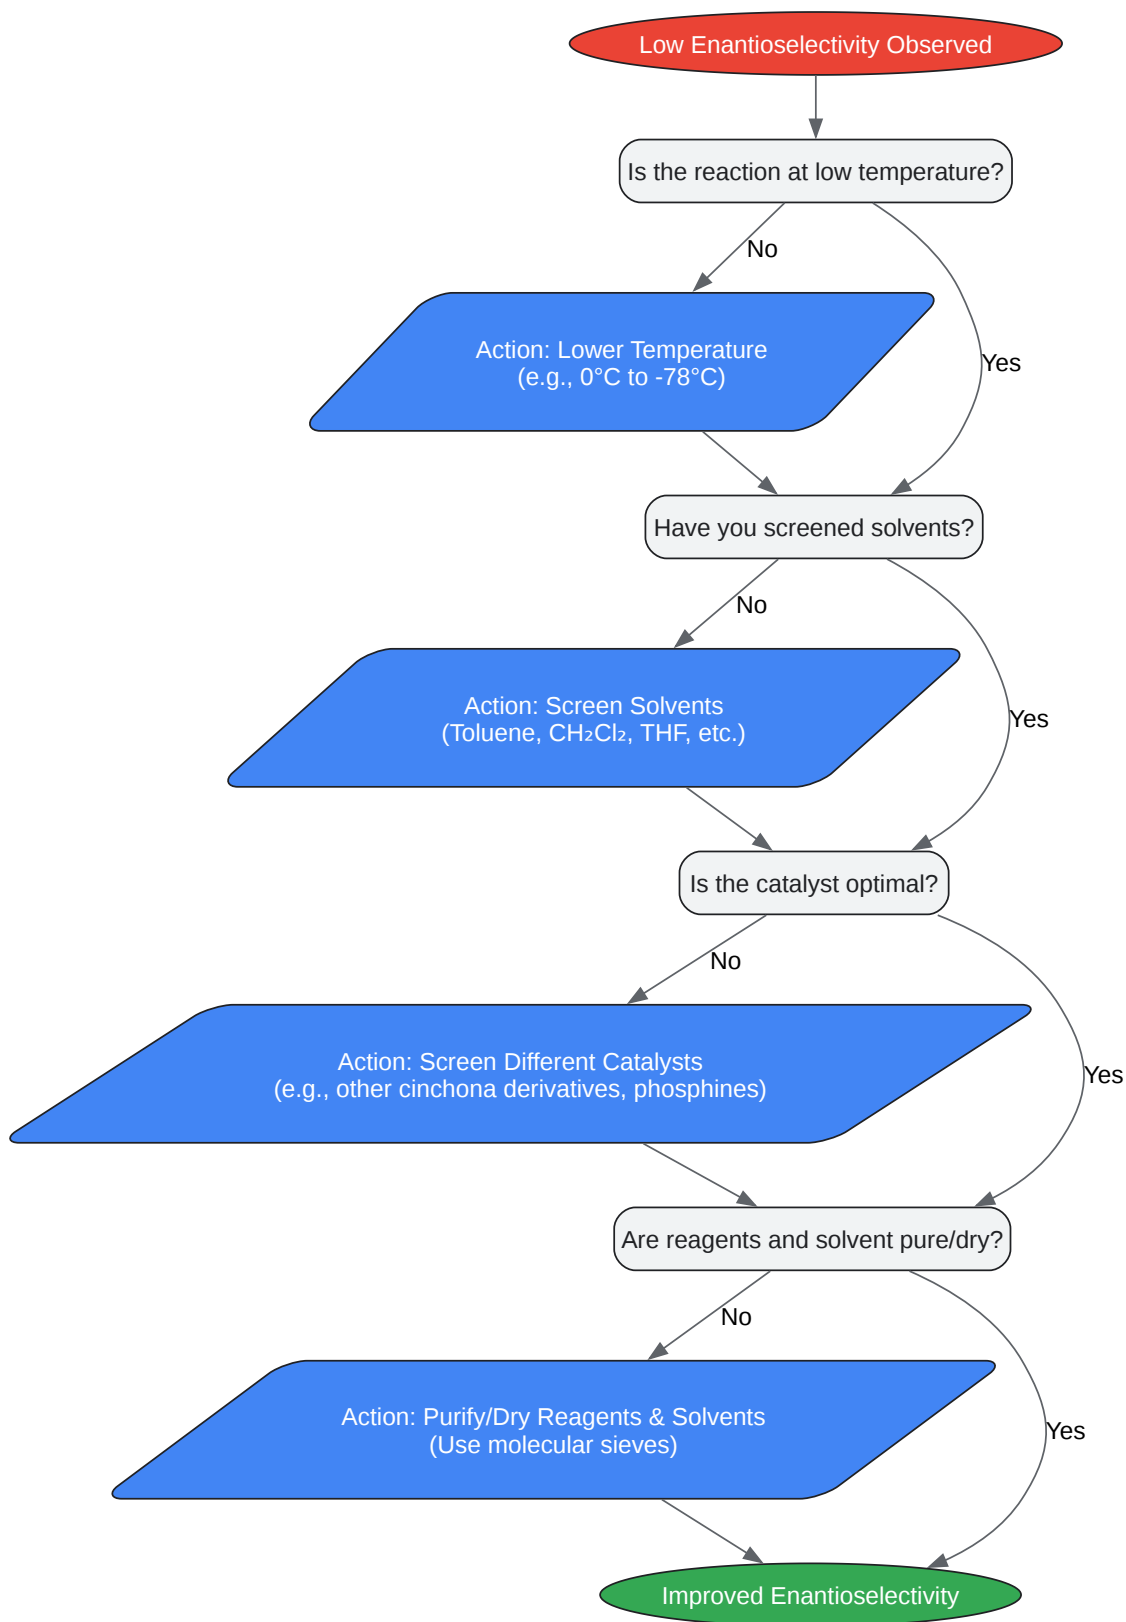 Low Enantioselectivity Observed
Is the reaction at low temperature?
No
Action: Lower Temperature
(e.g., 0°C to -78°C)
Yes
Have you screened solvents?
No
Action: Screen Solvents
(Toluene, CH₂Cl₂, THF, etc.)
Yes
Is the catalyst optimal?
No
Action: Screen Different Catalysts
(e.g., other cinchona derivatives, phosphines)
Yes
Are reagents and solvent pure/dry?
No
Action: Purify/Dry Reagents & Solvents
(Use molecular sieves)
Yes
Improved Enantioselectivity